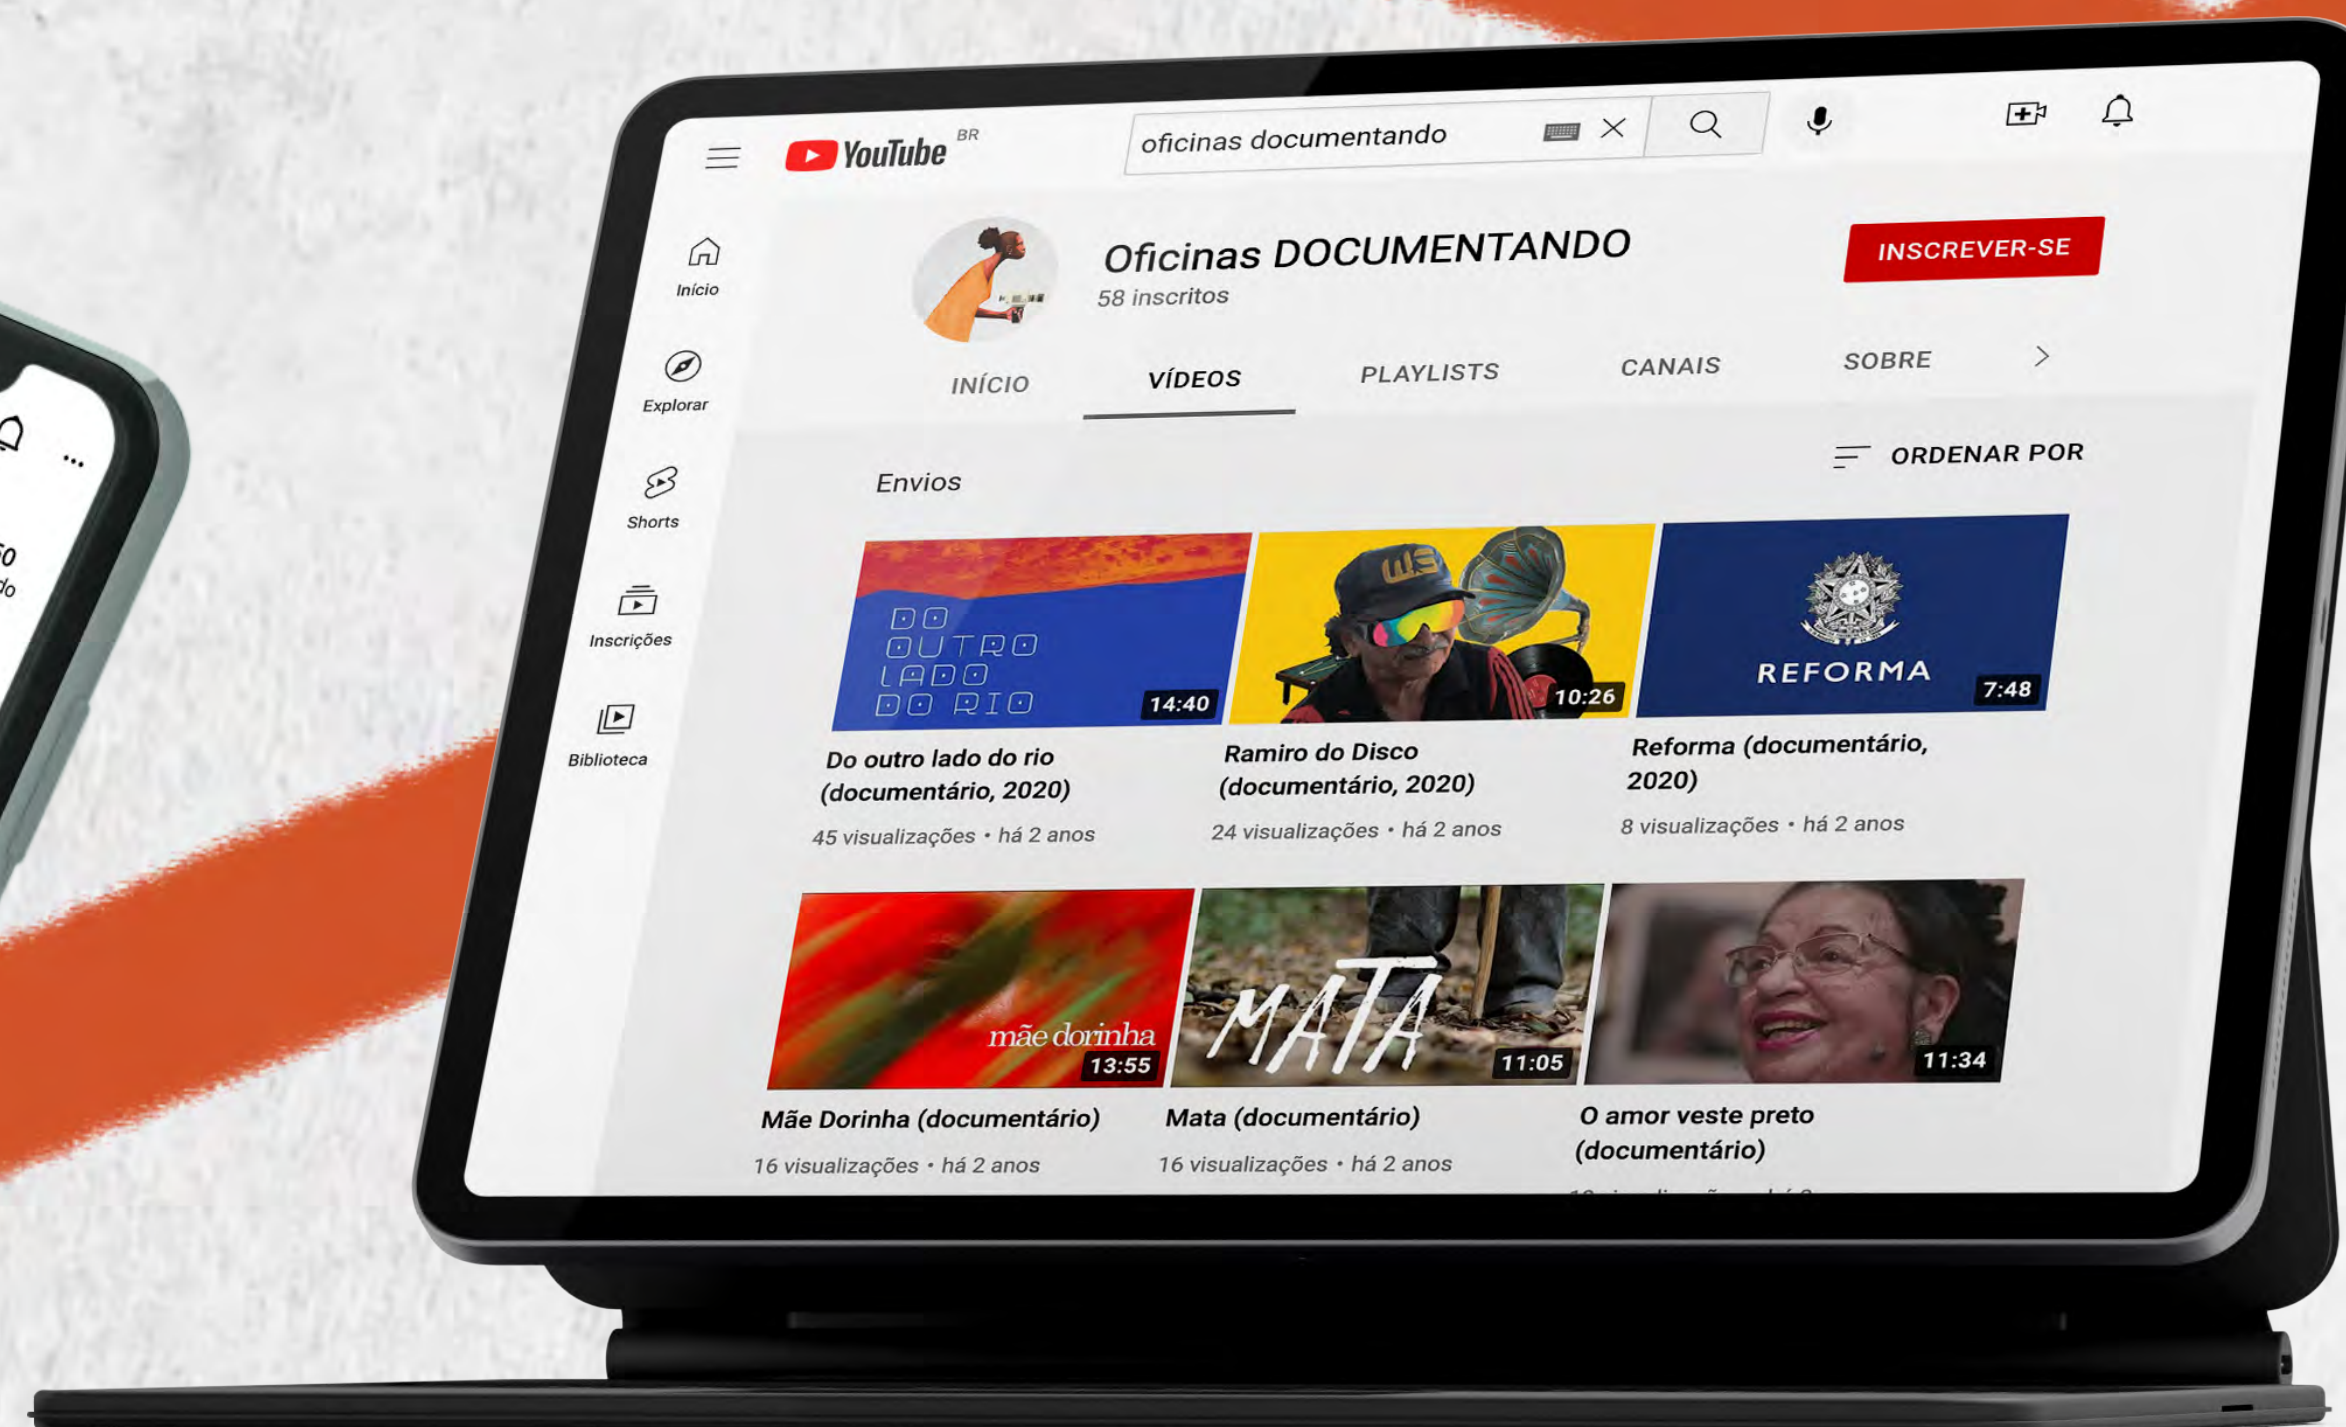 YouTube BR
oficinas documentando
Início
Explorar
Shorts
Inscrições
Biblioteca
Oficinas DOCUMENTANDO
58 inscritos
INSCREVER-SE
INÍCIO VÍDEOS PLAYLISTS CANAIS SOBRE
Envios
ORDENAR POR
DO
OUTRO
LADO
DO RIO
14:40
WS
10:26
REFORMA
7:48
Do outro lado do rio
(documentário, 2020)
45 visualizações • há 2 anos
Ramiro do Disco
(documentário, 2020)
24 visualizações • há 2 anos
Reforma (documentário,
2020)
8 visualizações • há 2 anos
mãe dorinha
13:55
MATA
11:05
11:34
Mãe Dorinha (documentário)
16 visualizações • há 2 anos
Mata (documentário)
16 visualizações • há 2 anos
O amor veste preto
(documentário)